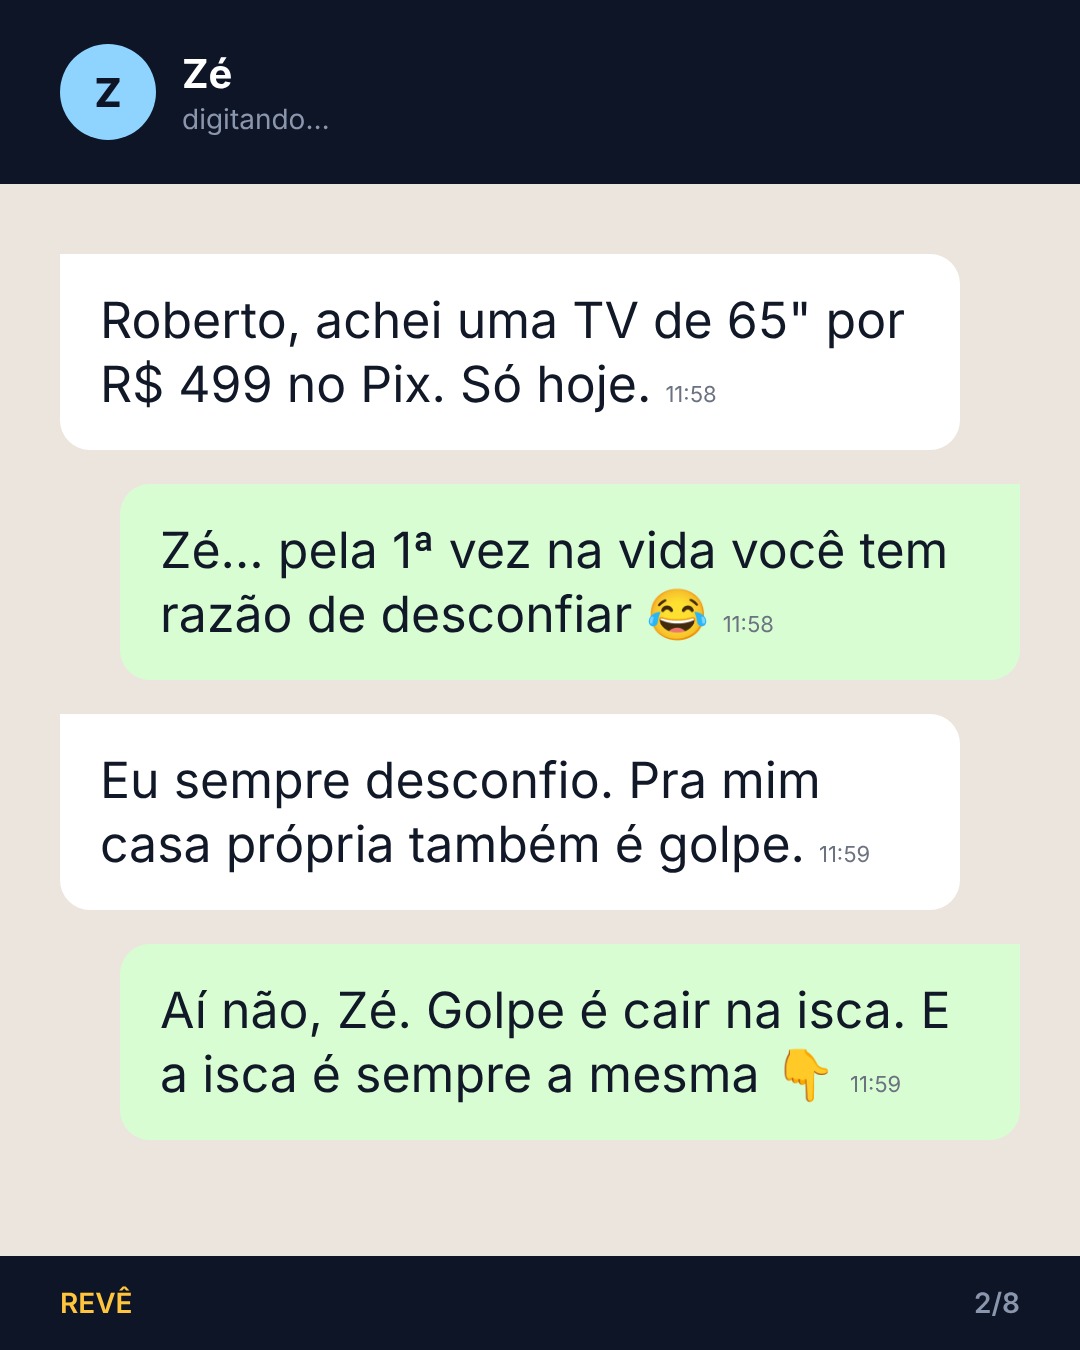 Z
Zé
digitando...
Roberto, achei uma TV de 65" por
R$ 499 no Pix. Só hoje. 11:58
Zé... pela 1ª vez na vida você tem
razão de desconfiar 😂 11:58
Eu sempre desconfio. Pra mim
casa própria também é golpe. 11:59
Aí não, Zé. Golpe é cair na isca. E
a isca é sempre a mesma 👇 11:59
REVÊ
2/8